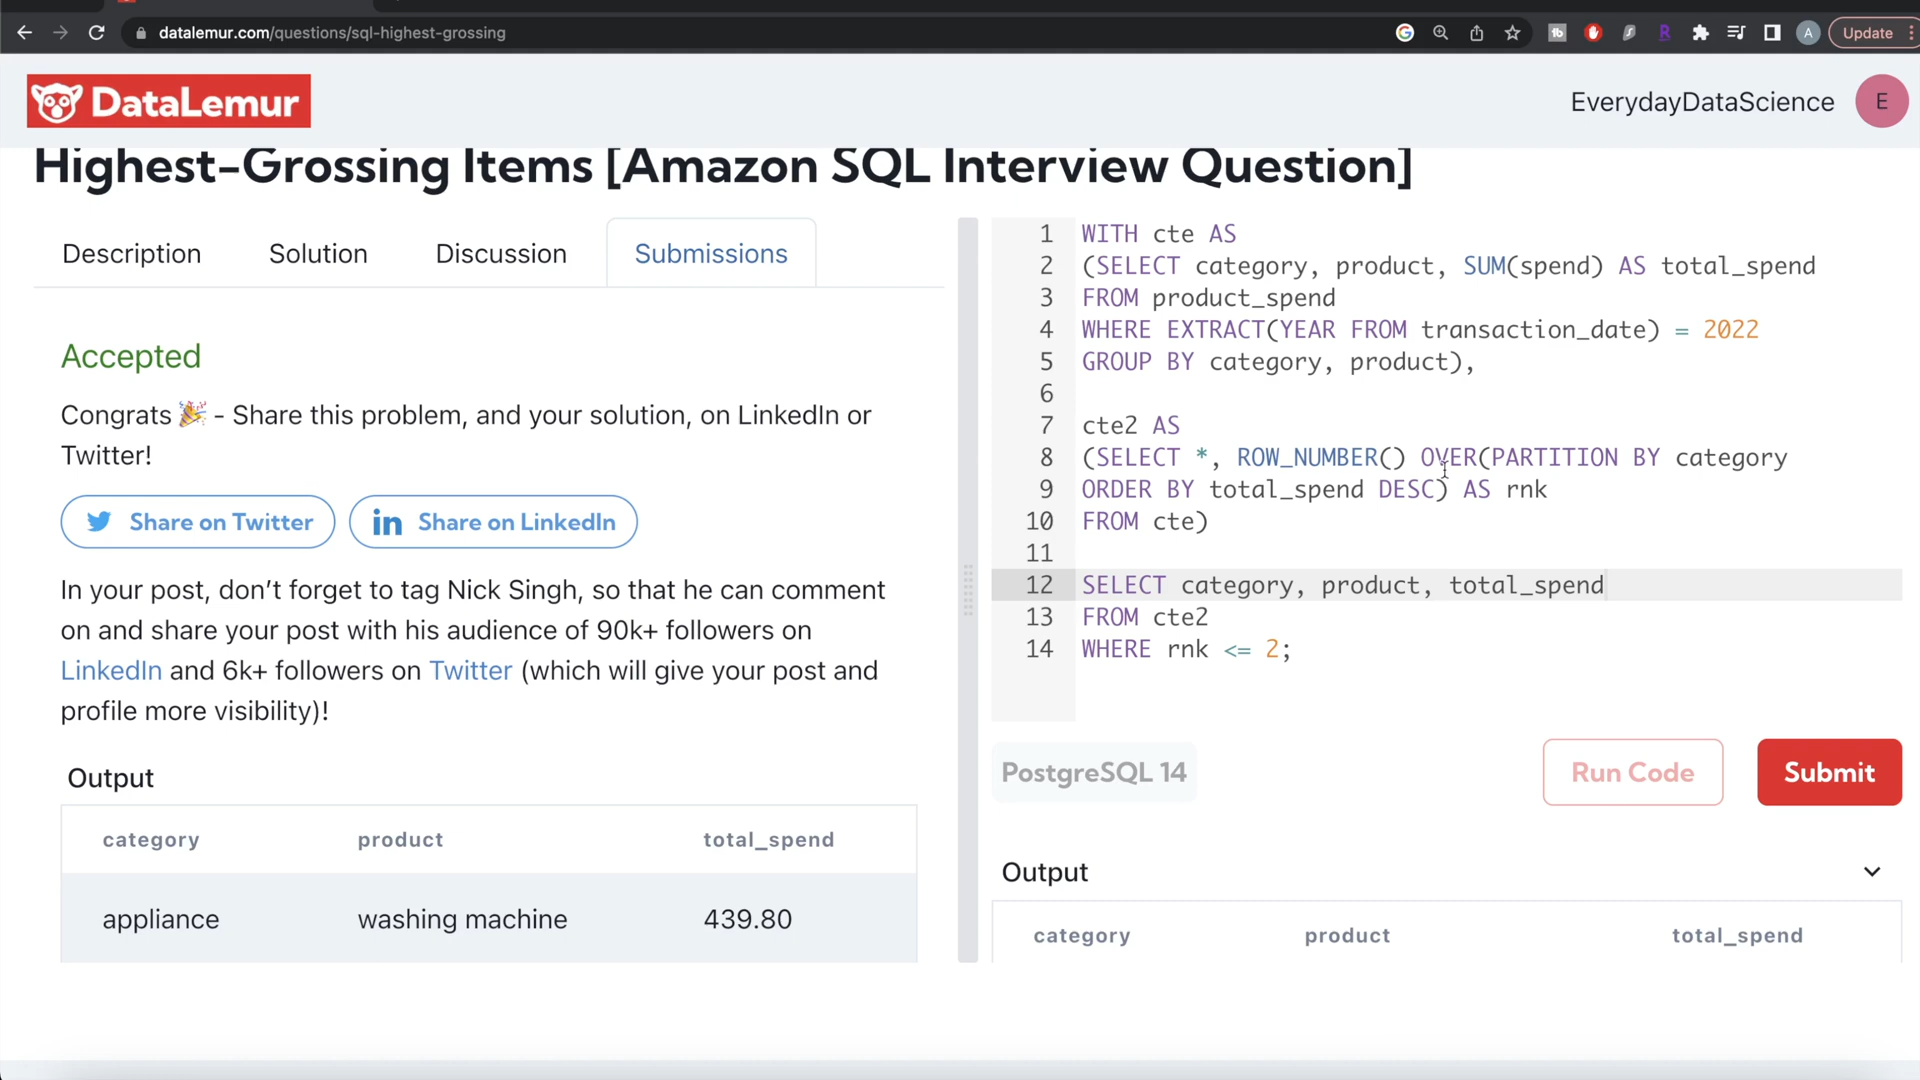 datalemur.com/questions/sql-highest-grossing
Update
DataLemur
EverydayDataScience
E
Highest-Grossing Items [Amazon SQL Interview Question]
Description
Solution
Discussion
Submissions
Accepted
Congrats 🎉 - Share this problem, and your solution, on LinkedIn or
Twitter!
Share on Twitter
Share on LinkedIn
In your post, don’t forget to tag Nick Singh, so that he can comment
on and share your post with his audience of 90k+ followers on
LinkedIn and 6k+ followers on Twitter (which will give your post and
profile more visibility)!
Output
category product total_spend
appliance washing machine 439.80
1 WITH cte AS
2 (SELECT category, product, SUM(spend) AS total_spend
3 FROM product_spend
4 WHERE EXTRACT(YEAR FROM transaction_date) = 2022
5 GROUP BY category, product),
6
7 cte2 AS
8 (SELECT *, ROW_NUMBER() OVER(PARTITION BY category
9 ORDER BY total_spend DESC) AS rnk
10 FROM cte)
11
12 SELECT category, product, total_spend
13 FROM cte2
14 WHERE rnk <= 2;
PostgreSQL 14
Run Code
Submit
Output
category product total_spend